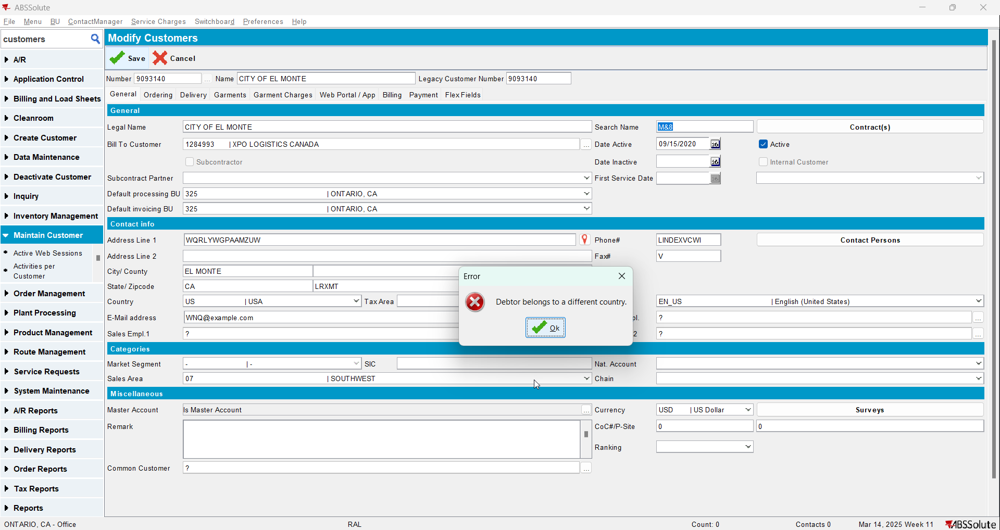 ABSSolute
File Menu BU ContactManager Service Charges Switchboard Preferences Help
customers
Modify Customers
Save Cancel
Number 9093140 ... Name CITY OF EL MONTE Legacy Customer Number 9093140
General Ordering Delivery Garments Garment Charges Web Portal / App Billing Payment Flex Fields
General
Legal Name CITY OF EL MONTE Search Name M&8 Contract(s)
Bill To Customer 1284993 | XPO LOGISTICS CANADA ... Date Active 09/15/2020 16 Active
Subcontractor Date Inactive 16 Internal Customer
Subcontract Partner First Service Date 16
Default processing BU 325 | ONTARIO, CA
Default invoicing BU 325 | ONTARIO, CA
Contact info
Address Line 1 WQRLYWGPAAMZUW Phone# LINDEXVCWI Contact Persons
Address Line 2 Fax# V
City/ County EL MONTE
State/ Zipcode CA LRXMT
Country US | USA Tax Area EN_US | English (United States)
E-Mail address WNQ@example.com pl. ? ...
Sales Empl.1 ? 2 ? ...
Error
Debtor belongs to a different country.
Ok
Categories
Market Segment - | - SIC Nat. Account
Sales Area 07 | SOUTHWEST Chain
Miscellaneous
Master Account Is Master Account ... Currency USD | US Dollar Surveys
Remark CoC#/P-Site 0 0
Ranking
Common Customer ? ...
A/R
Application Control
Billing and Load Sheets
Cleanroom
Create Customer
Data Maintenance
Deactivate Customer
Inquiry
Inventory Management
Maintain Customer
Active Web Sessions
Activities per
Customer
Order Management
Plant Processing
Product Management
Route Management
Service Requests
System Maintenance
A/R Reports
Billing Reports
Delivery Reports
Order Reports
Tax Reports
Reports
ONTARIO, CA - Office RAL Count: 0 Contacts 0 Mar 14, 2025 Week 11 ABSSolute